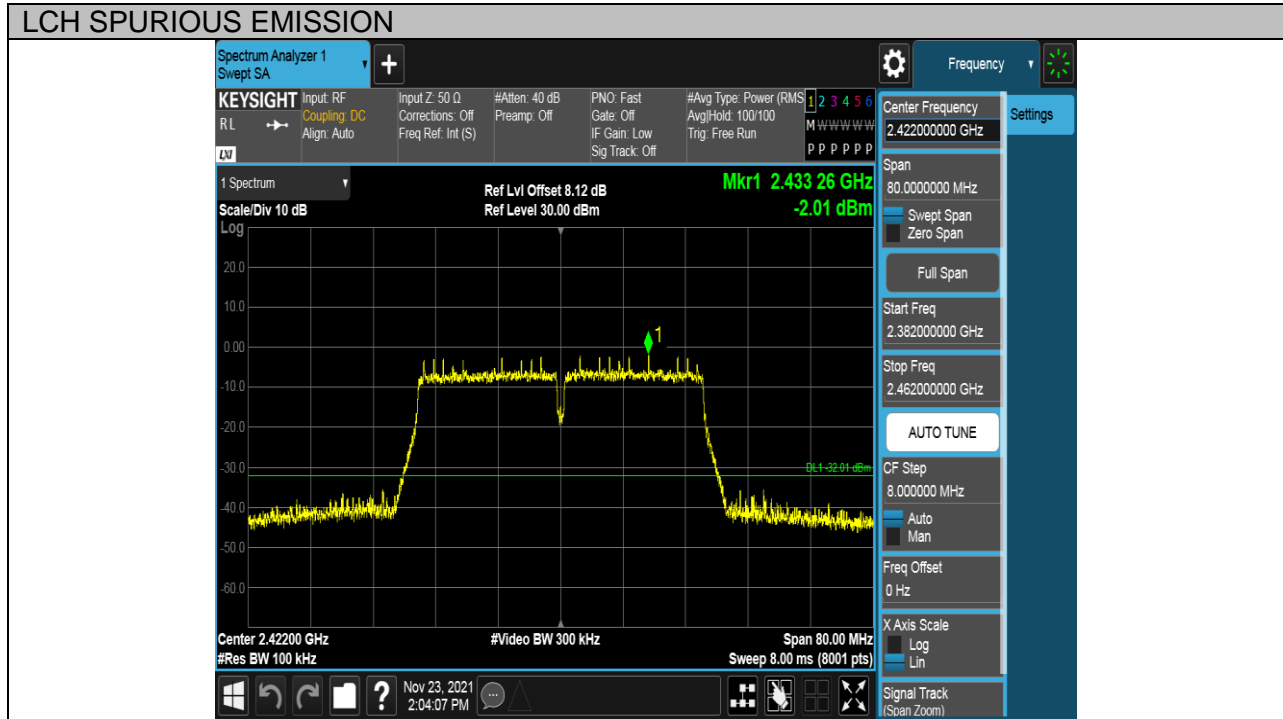 LCH SPURIOUS EMISSION
Spectrum Analyzer 1
Swept SA
+
Frequency
KEYSIGHT
RL
LXI
Input: RF
Coupling: DC
Align: Auto
Input Z: 50 Ω
Corrections: Off
Freq Ref: Int (S)
#Atten: 40 dB
Preamp: Off
PNO: Fast
Gate: Off
IF Gain: Low
Sig Track: Off
#Avg Type: Power (RMS
Avg|Hold: 100/100
Trig: Free Run
1 2 3 4 5 6
M W W W W W
P P P P P P
1 Spectrum
Scale/Div 10 dB
Ref Lvl Offset 8.12 dB
Ref Level 30.00 dBm
Mkr1 2.433 26 GHz
-2.01 dBm
Log
20.0
10.0
0.00
-10.0
-20.0
-30.0
-40.0
-50.0
-60.0
1
DL1 -32.01 dBm
Center 2.42200 GHz
#Res BW 100 kHz
#Video BW 300 kHz
Span 80.00 MHz
Sweep 8.00 ms (8001 pts)
?
Nov 23, 2021
2:04:07 PM
Center Frequency
2.422000000 GHz
Settings
Span
80.0000000 MHz
Swept Span
Zero Span
Full Span
Start Freq
2.382000000 GHz
Stop Freq
2.462000000 GHz
AUTO TUNE
CF Step
8.000000 MHz
Auto
Man
Freq Offset
0 Hz
X Axis Scale
Log
Lin
Signal Track
(Span Zoom)